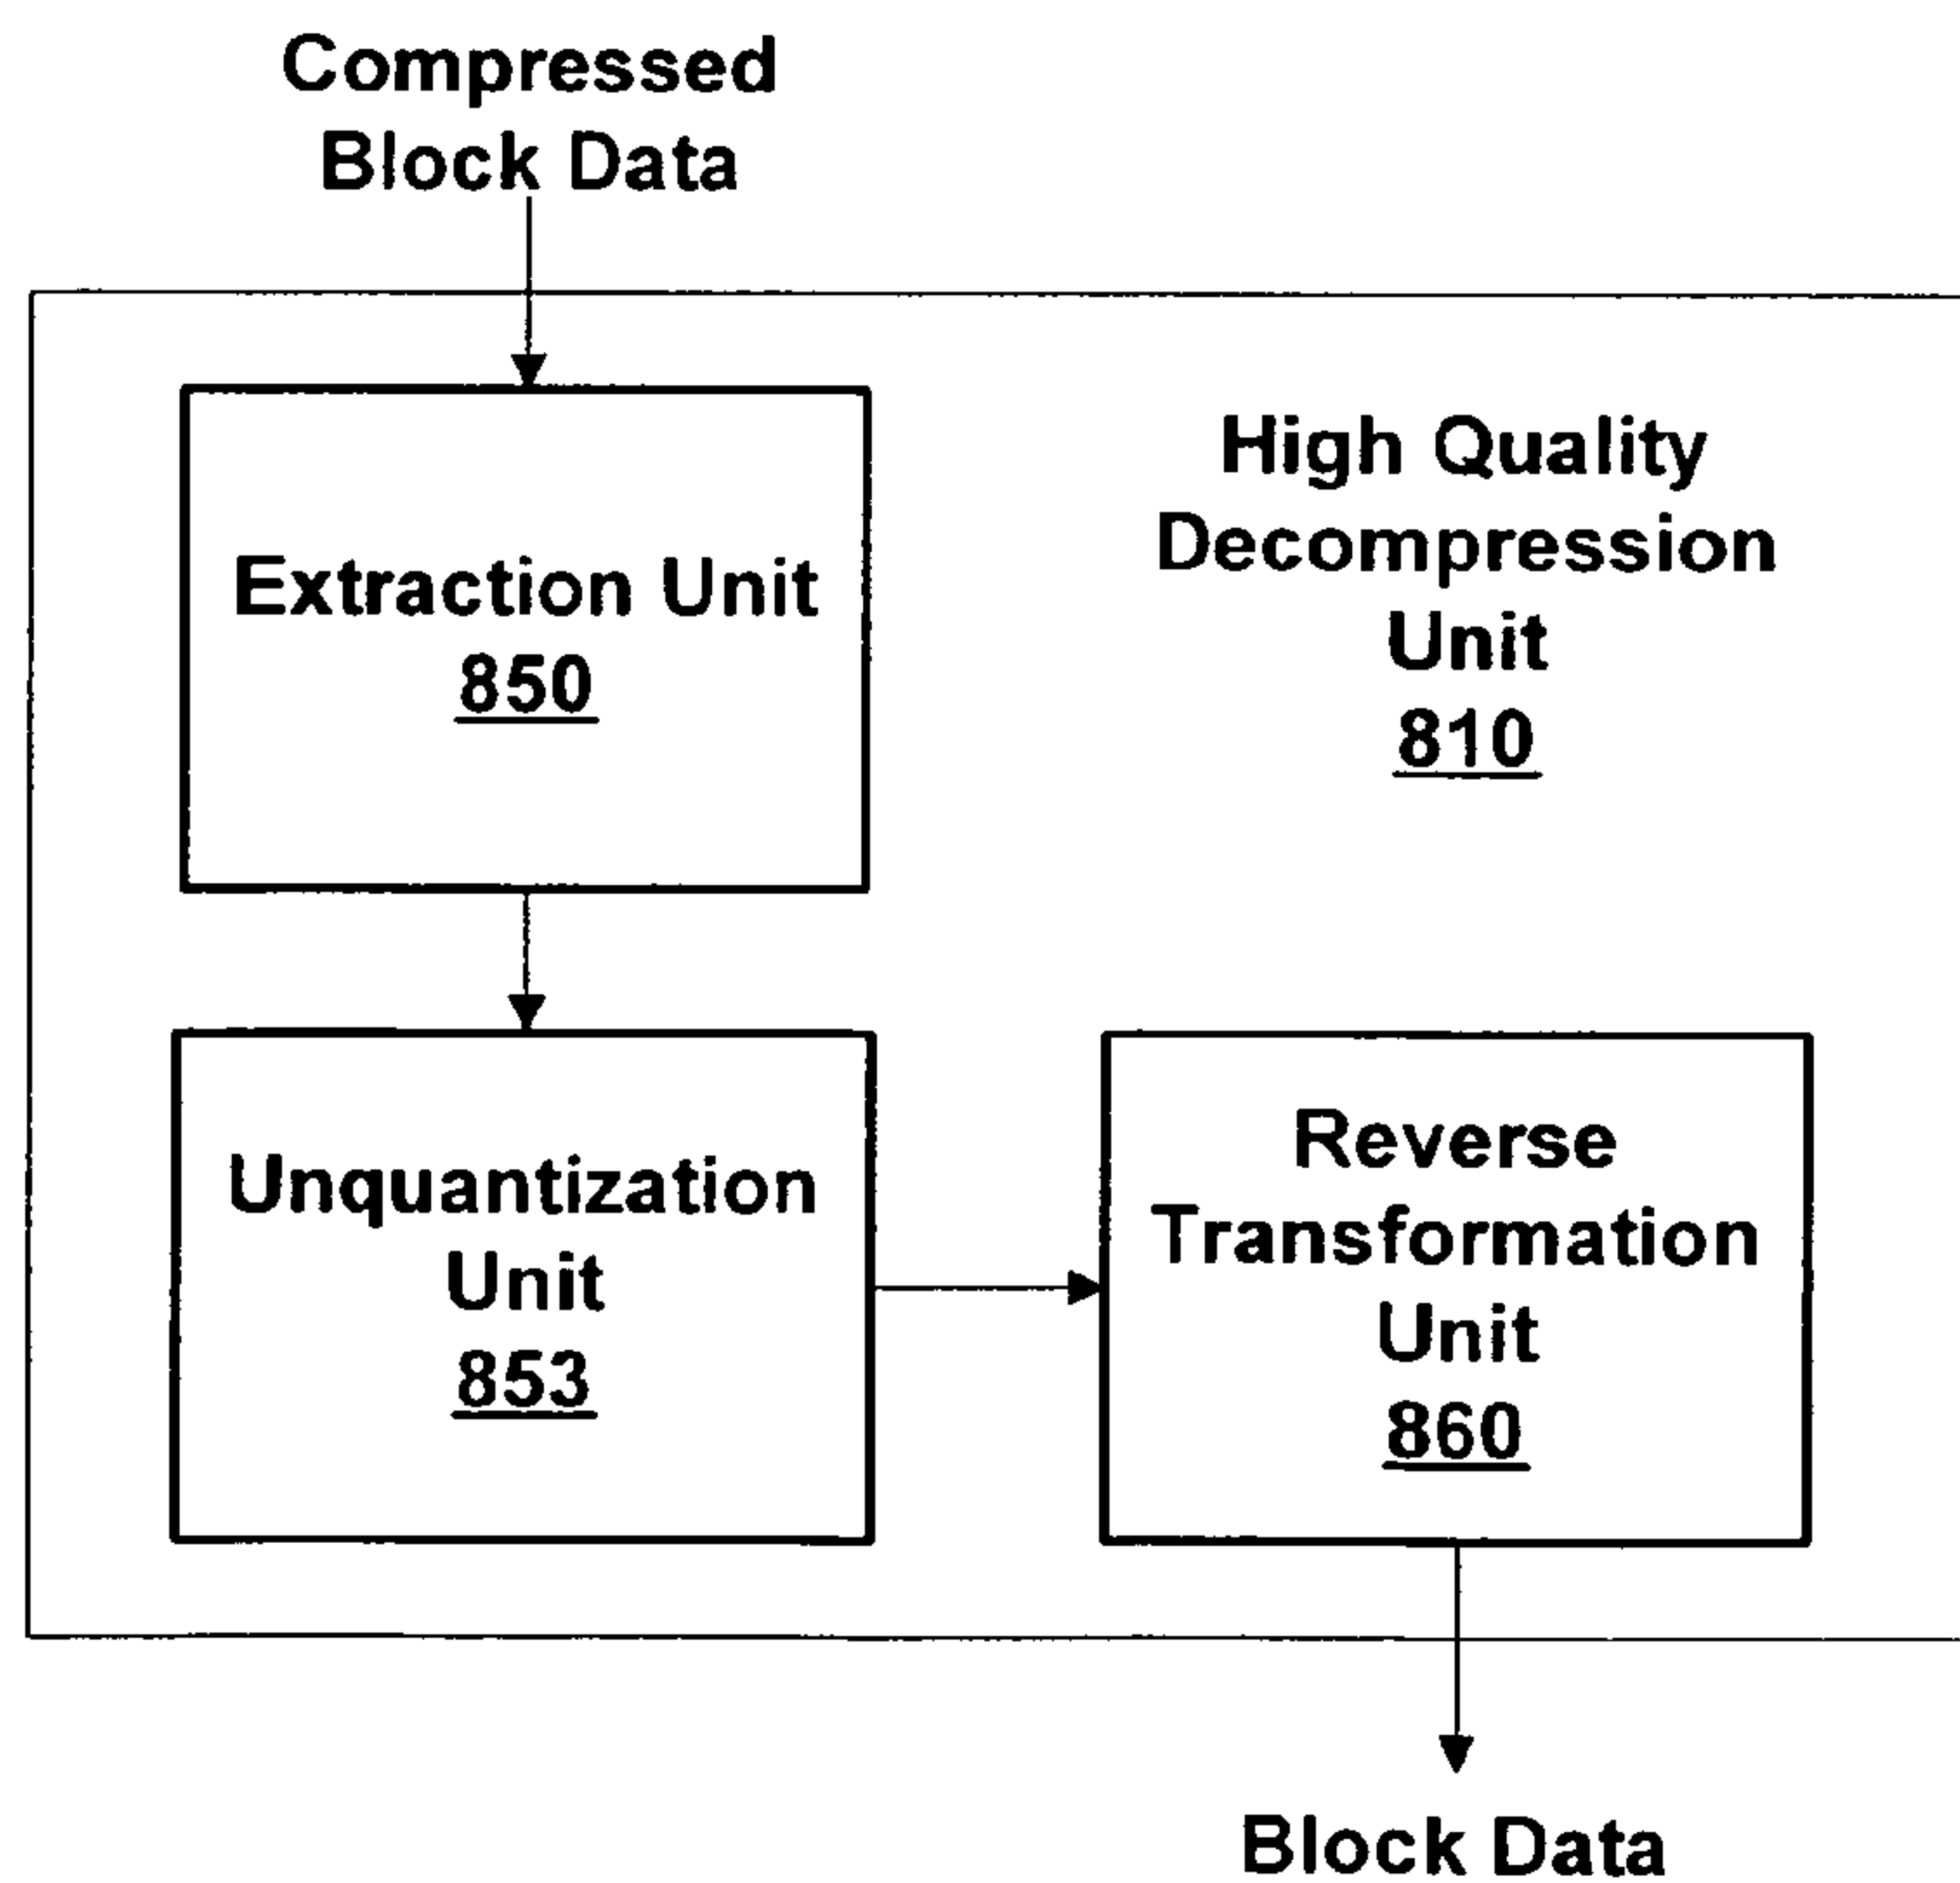 Compressed
Block Data
Extraction Unit
850
High Quality
Decompression
Unit
810
Unquantization
Unit
853
Reverse
Transformation
Unit
860
Block Data